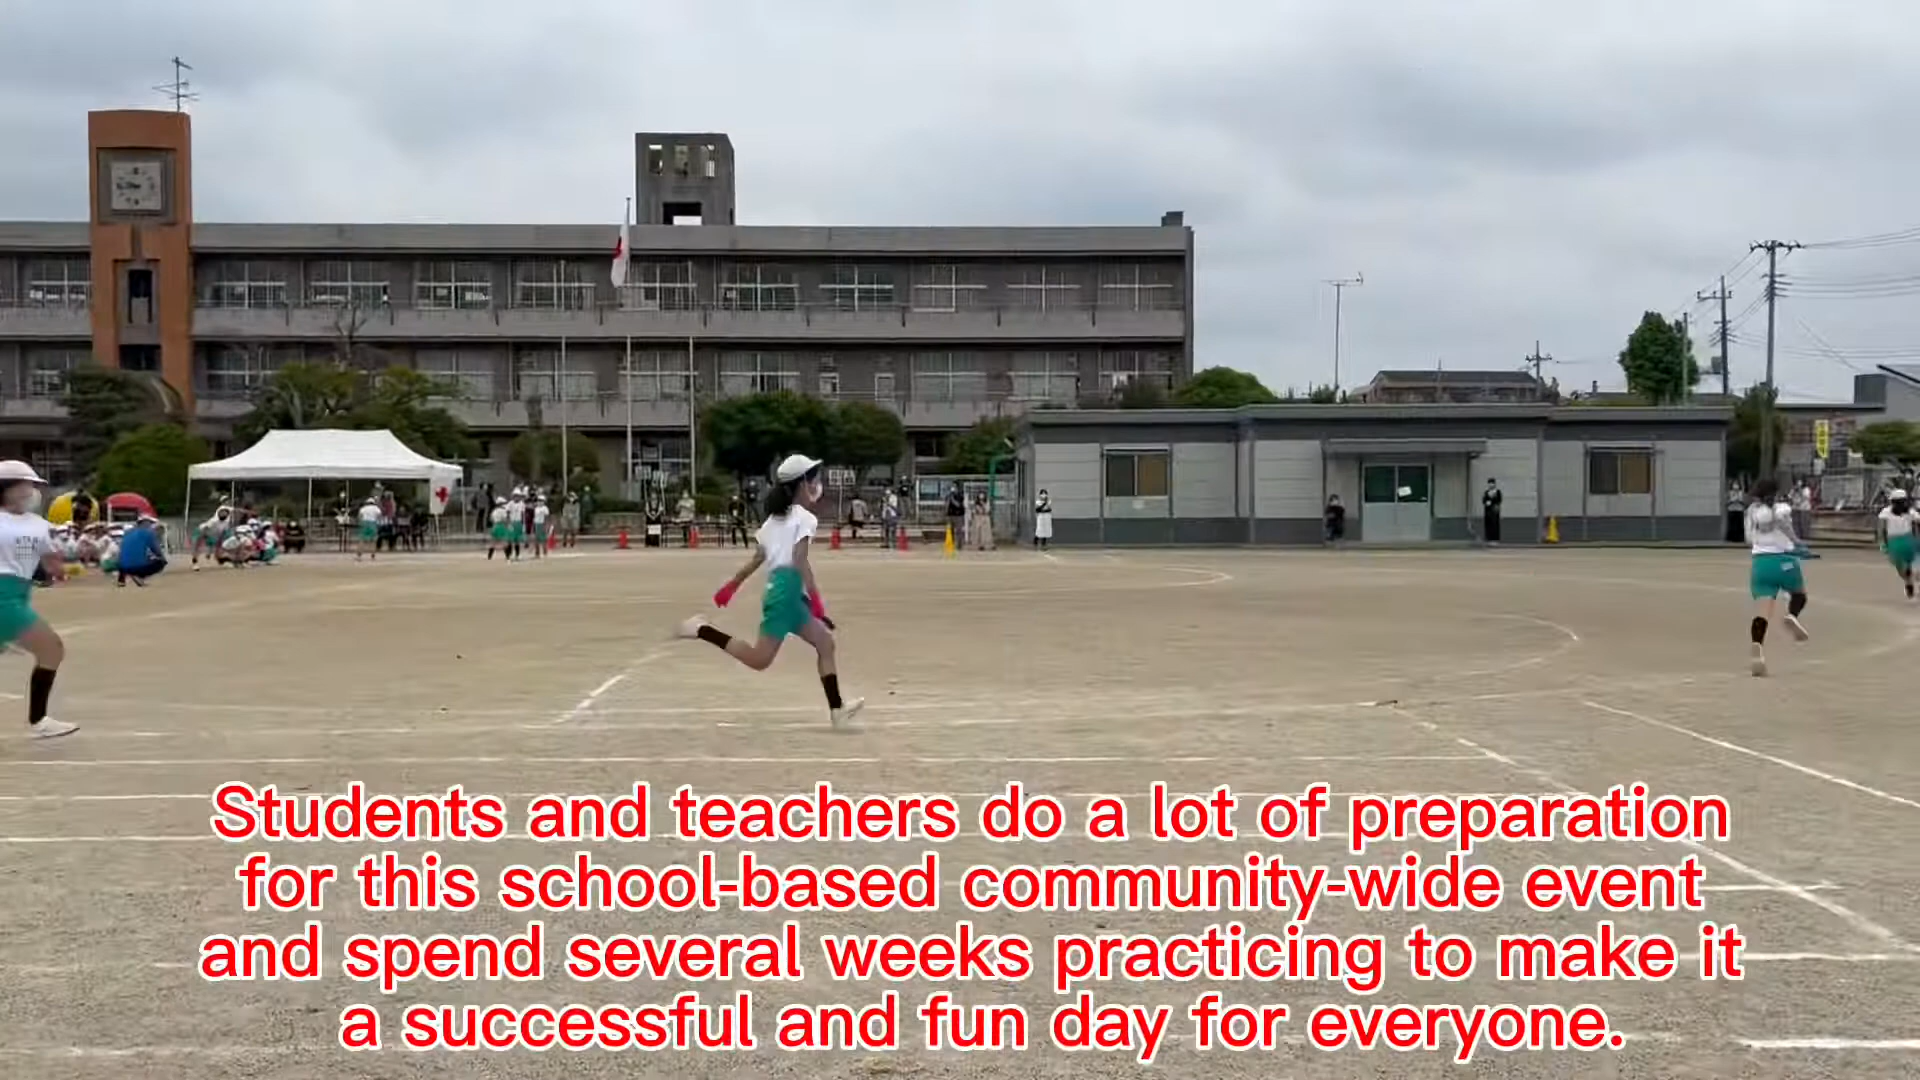 Students and teachers do a lot of preparation
for this school-based community-wide event
and spend several weeks practicing to make it
a successful and fun day for everyone.